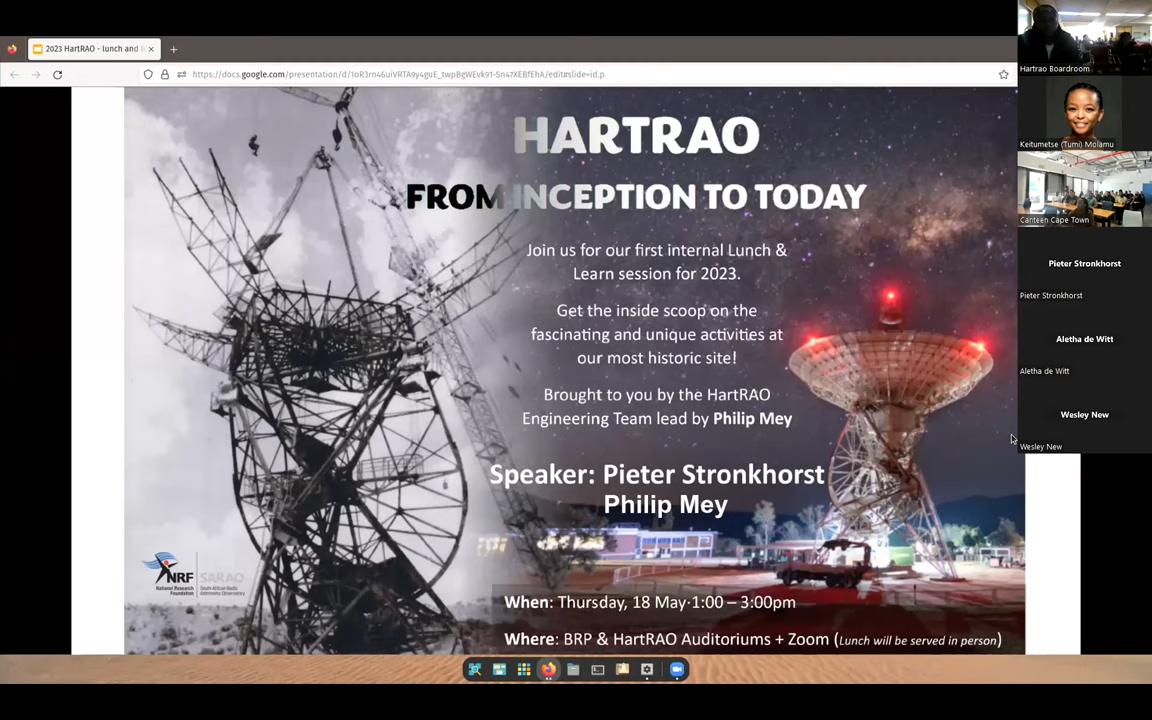 2023 HartRAO - lunch and l
https://docs.google.com/presentation/d/1oR3rn46uiVRTA9y4guE_twpBgWEvk91-Sn47XEBfEhA/edit#slide=id.p
HARTRAO
FROM INCEPTION TO TODAY
Join us for our first internal Lunch &
Learn session for 2023.
Get the inside scoop on the
fascinating and unique activities at
our most historic site!
Brought to you by the HartRAO
Engineering Team lead by Philip Mey
Speaker: Pieter Stronkhorst
Philip Mey
NRF
National Research
Foundation
SARAO
South African Radio
Astronomy Observatory
When: Thursday, 18 May·1:00 – 3:00pm
Where: BRP & HartRAO Auditoriums + Zoom (Lunch will be served in person)
Hartrao Boardroom
Keitumetse (Tumi) Molamu
Canteen Cape Town
Pieter Stronkhorst
Pieter Stronkhorst
Aletha de Witt
Aletha de Witt
Wesley New
Wesley New